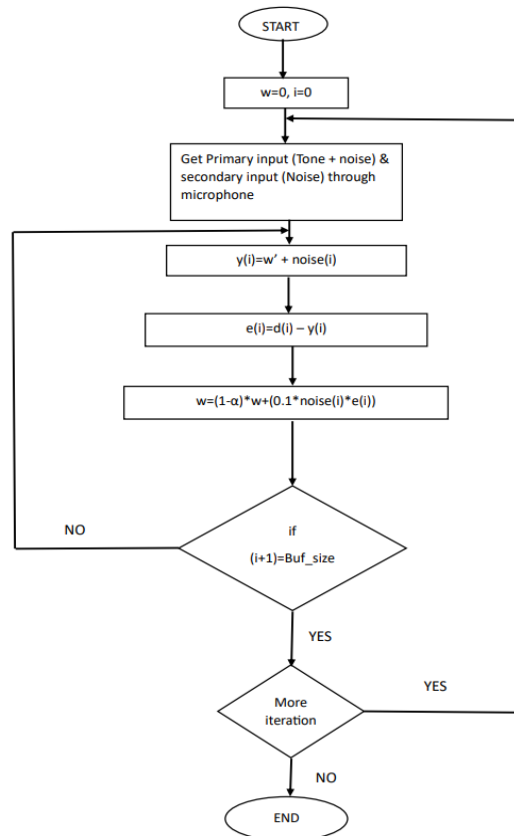 START
w=0, i=0
Get Primary input (Tone + noise) &
secondary input (Noise) through
microphone
y(i)=w’ + noise(i)
e(i)=d(i) – y(i)
w=(1-α)*w+(0.1*noise(i)*e(i))
NO
if
(i+1)=Buf_size
YES
More
iteration
YES
NO
END